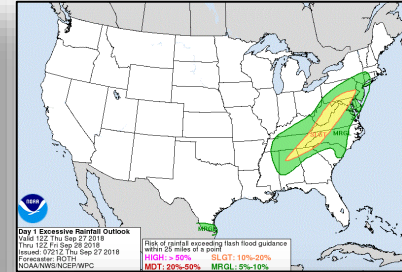 SLGT
MRGL
MRGL
NOAA
Day 1 Excessive Rainfall Outlook
Valid 12Z Thu Sep 27 2018
Thru 12Z Fri Sep 28 2018
Issued: 0721Z Thu Sep 27 2018
Forecaster: ROTH
NOAA/NWS/NCEP/WPC
Risk of rainfall exceeding flash flood guidance
within 25 miles of a point
HIGH: > 50% SLGT: 10%-20%
MDT: 20%-50% MRGL: 5%-10%